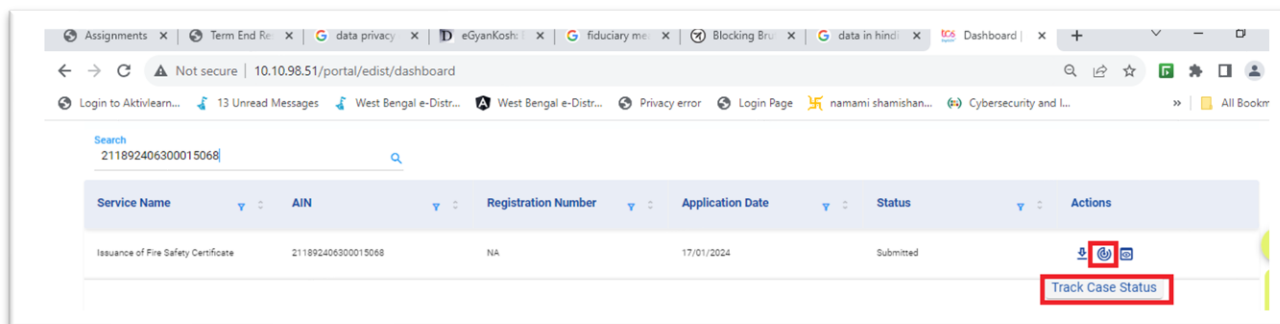 Assignments × Term End Re × data privacy × eGyanKosh: × fiduciary me × Blocking Bru × data in hindi × Dashboard | × +
Not secure | 10.10.98.51/portal/edist/dashboard
Login to Aktivlearn... 13 Unread Messages West Bengal e-Distr... West Bengal e-Distr... Privacy error Login Page namami shamishan... Cybersecurity and I... » All Bookm
Search
211892406300015068
Service Name AIN Registration Number Application Date Status Actions
Issuance of Fire Safety Certificate 211892406300015068 NA 17/01/2024 Submitted
Track Case Status